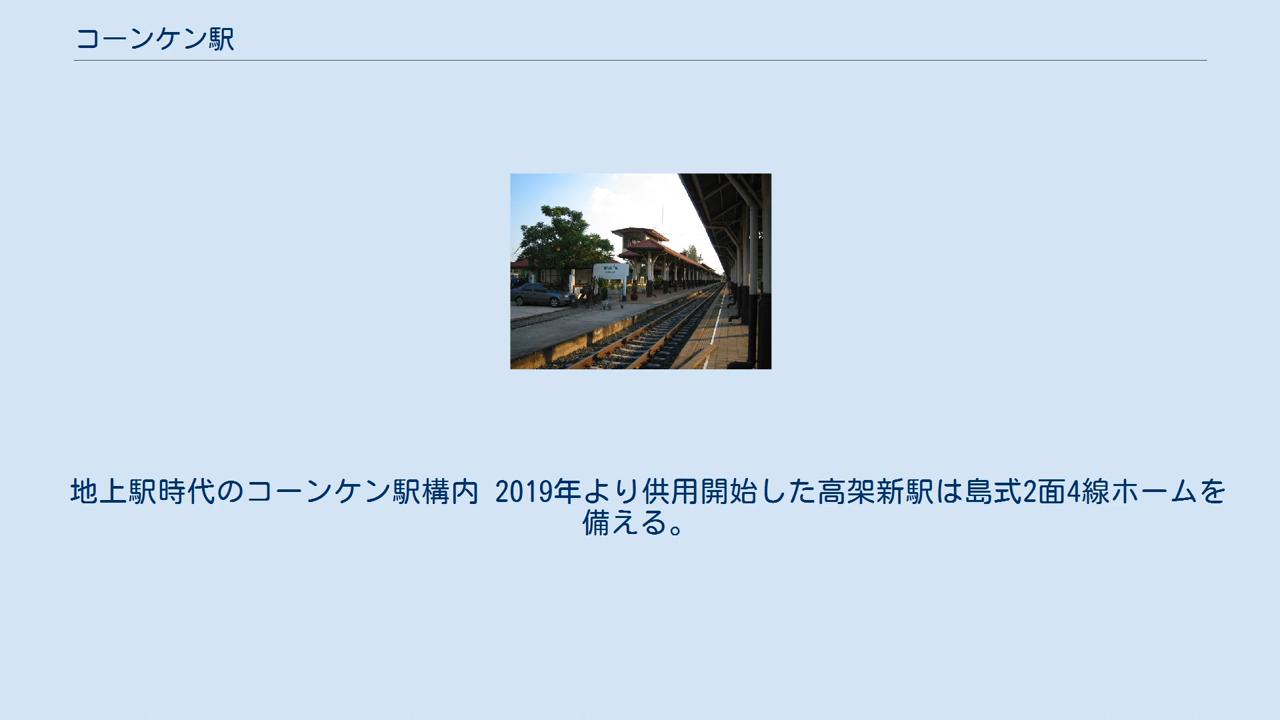 コーンケン駅
地上駅時代のコーンケン駅構内 2019年より供用開始した高架新駅は島式2面4線ホームを
備える。